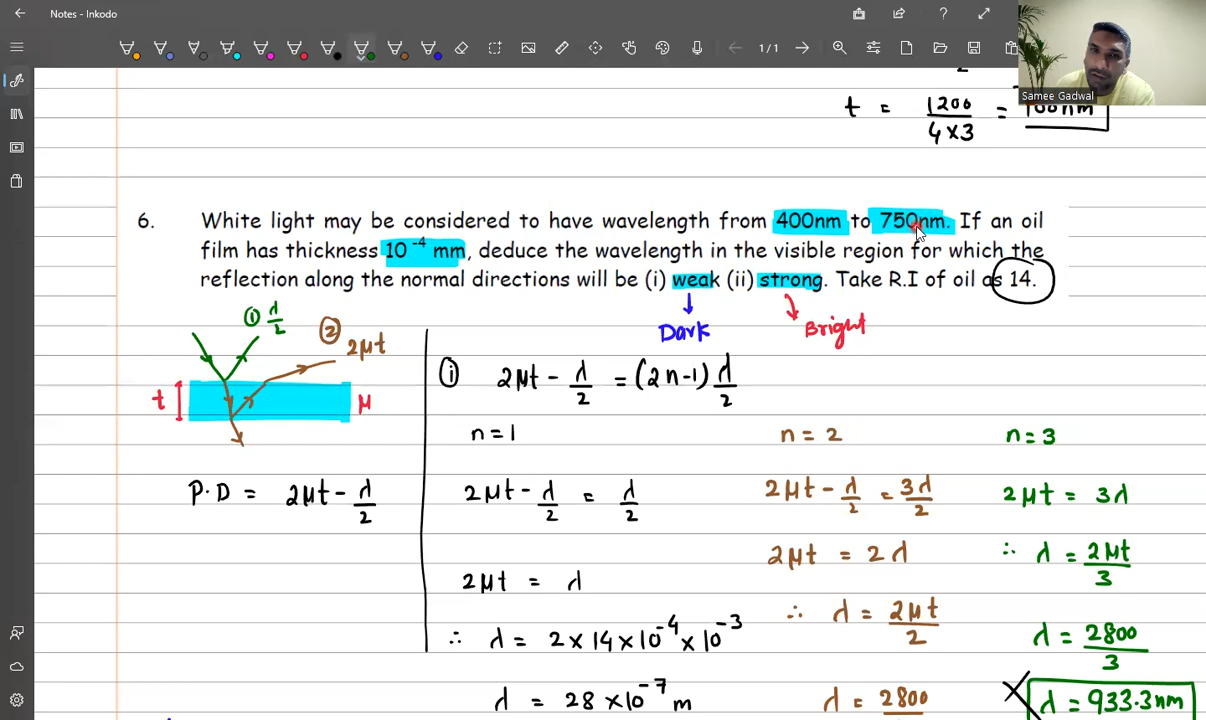 Notes - Inkodo
1/1
Samee Gadwal
2
t = 1200 / 4×3 = 100nm
6. White light may be considered to have wavelength from 400nm to 750nm. If an oil
film has thickness 10⁻⁴ mm, deduce the wavelength in the visible region for which the
reflection along the normal directions will be (i) weak (ii) strong. Take R.I of oil as 14.
Dark
Bright
① λ/2
② 2μt
t
μ
P.D = 2μt - λ/2
ⓘ 2μt - λ/2 = (2n-1) λ/2
n = 1
2μt - λ/2 = λ/2
2μt = λ
∴ λ = 2 × 14 × 10⁻⁴ × 10⁻³
λ = 28 × 10⁻⁷ m
n = 2
2μt - λ/2 = 3λ/2
2μt = 2λ
∴ λ = 2μt/2
λ = 2800
n = 3
2μt = 3λ
∴ λ = 2μt/3
λ = 2800/3
λ = 933.3nm